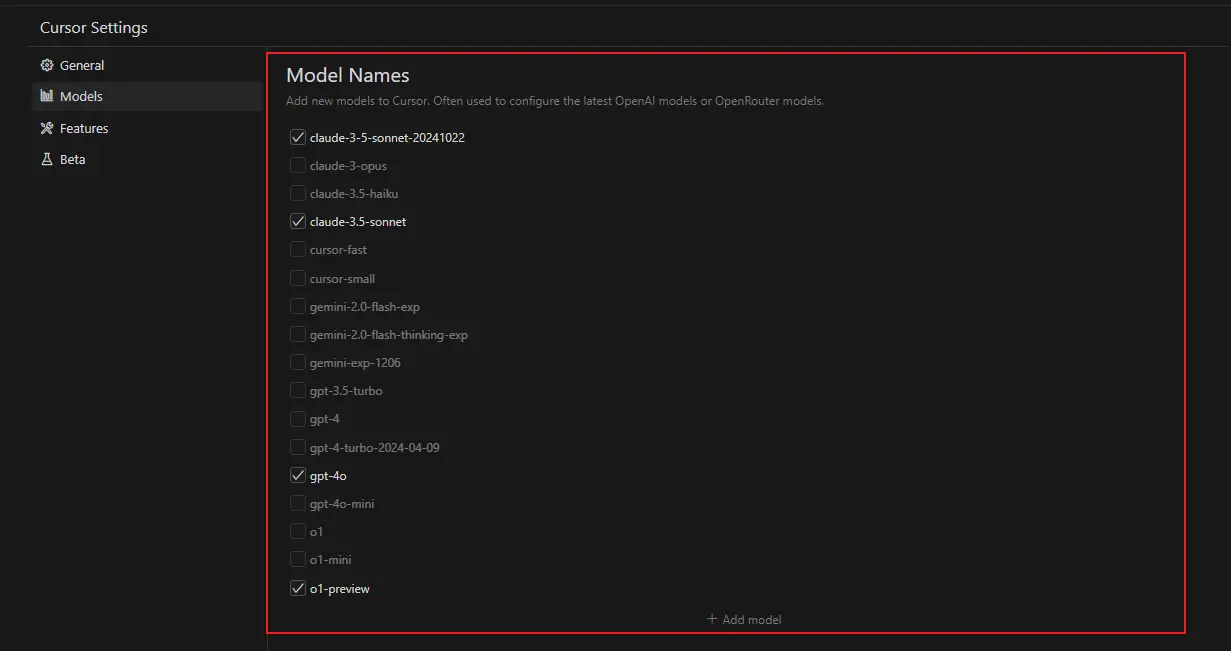 Cursor Settings
General
Models
Features
Beta
Model Names
Add new models to Cursor. Often used to configure the latest OpenAI models or OpenRouter models.
claude-3-5-sonnet-20241022
claude-3-opus
claude-3.5-haiku
claude-3.5-sonnet
cursor-fast
cursor-small
gemini-2.0-flash-exp
gemini-2.0-flash-thinking-exp
gemini-exp-1206
gpt-3.5-turbo
gpt-4
gpt-4-turbo-2024-04-09
gpt-4o
gpt-4o-mini
o1
o1-mini
o1-preview
+ Add model